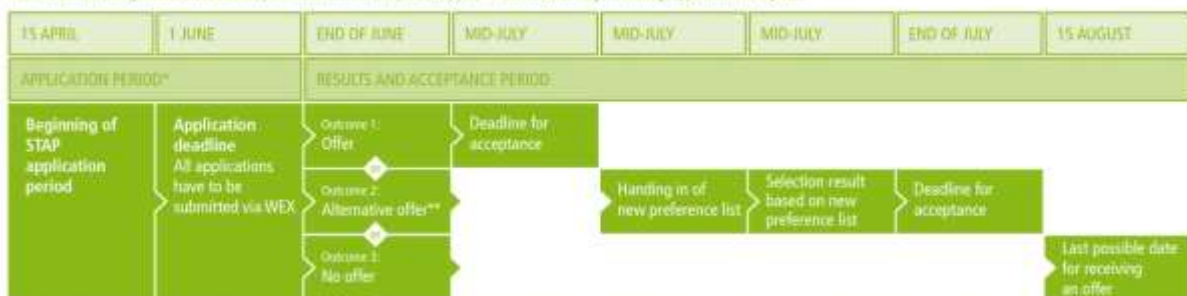 15 APRIL
1 JUNE
END OF JUNE
MID-JULY
MID-JULY
MID-JULY
END OF JULY
15 AUGUST
APPLICATION PERIOD*
RESULTS AND ACCEPTANCE PERIOD
Beginning of
STAP
application
period
Application
deadline
All applications
have to be
submitted via WEX
Outcome 1:
Offer
or
Outcome 2:
Alternative offer**
or
Outcome 3:
No offer
Deadline for
acceptance
Handing in of
new preference list
Selection result
based on new
preference list
Deadline for
acceptance
Last possible date
for receiving
an offer